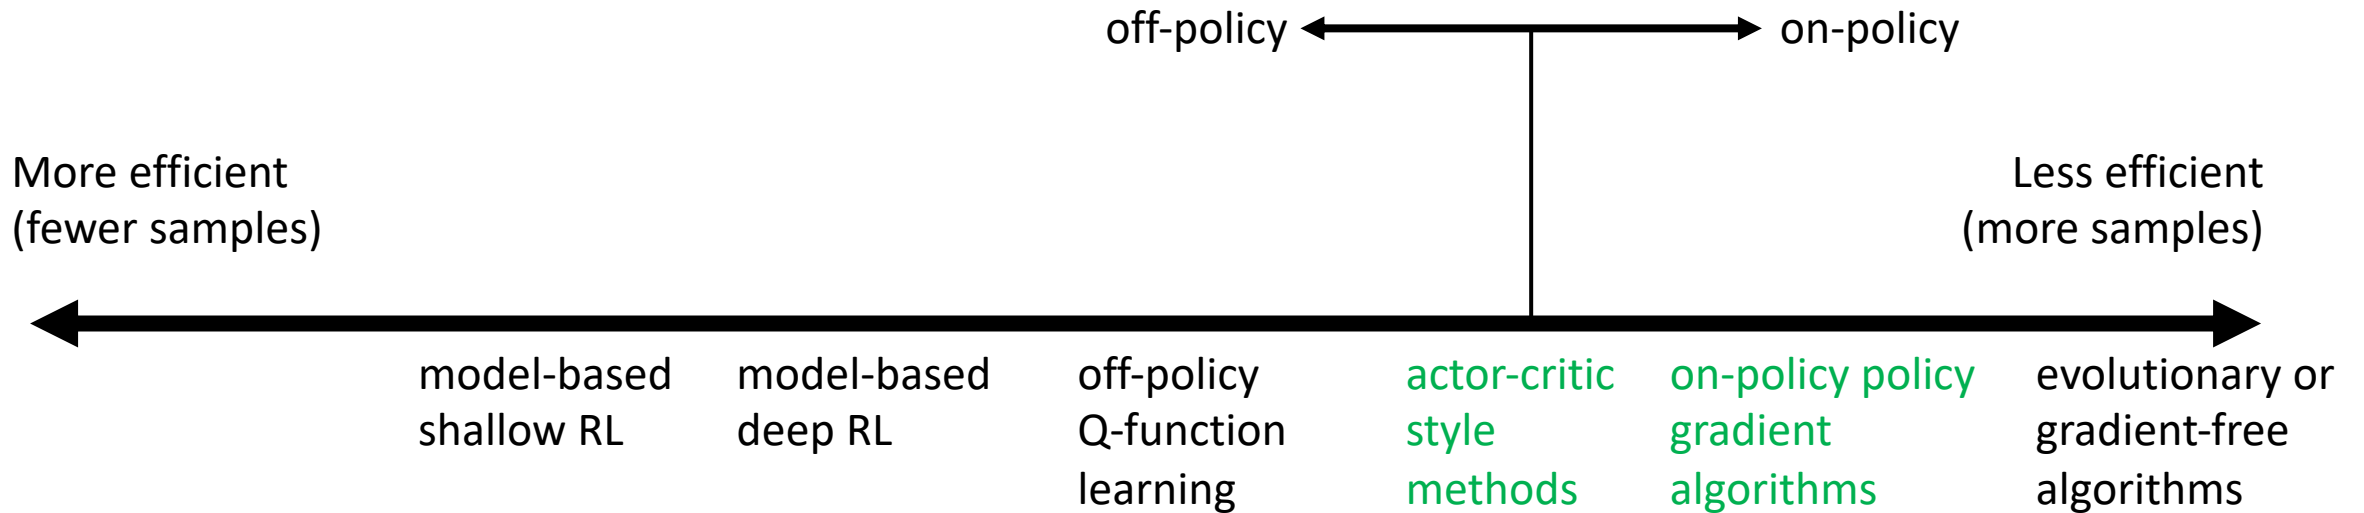 off-policy
on-policy
More efficient
(fewer samples)
Less efficient
(more samples)
model-based
shallow RL
model-based
deep RL
off-policy
Q-function
learning
actor-critic
style
methods
on-policy policy
gradient
algorithms
evolutionary or
gradient-free
algorithms